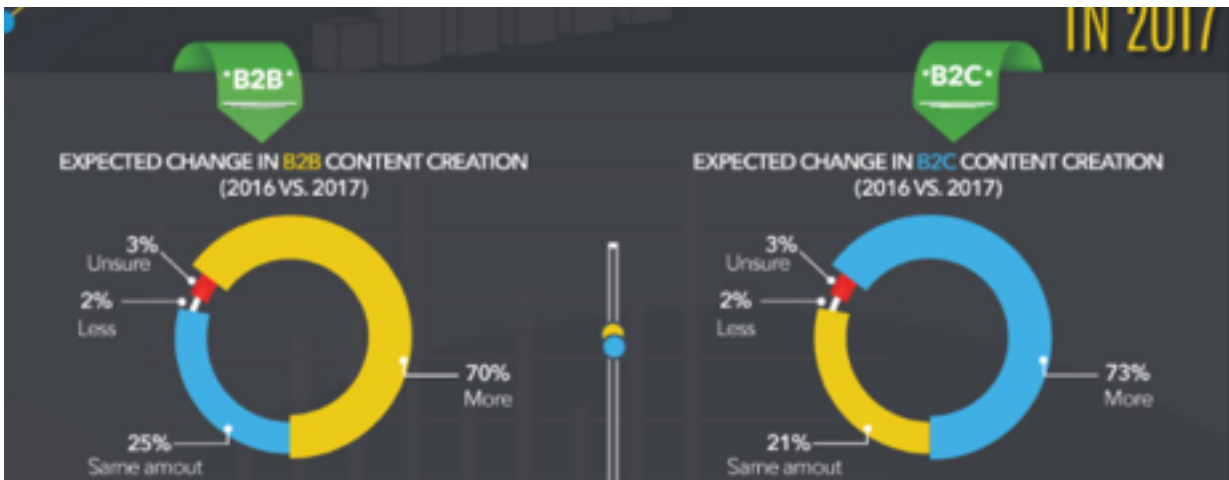 IN 2017
B2B
B2C
EXPECTED CHANGE IN B2B CONTENT CREATION
(2016 VS. 2017)
3%
Unsure
2%
Less
70%
More
25%
Same amout
EXPECTED CHANGE IN B2C CONTENT CREATION
(2016 VS. 2017)
3%
Unsure
2%
Less
73%
More
21%
Same amout